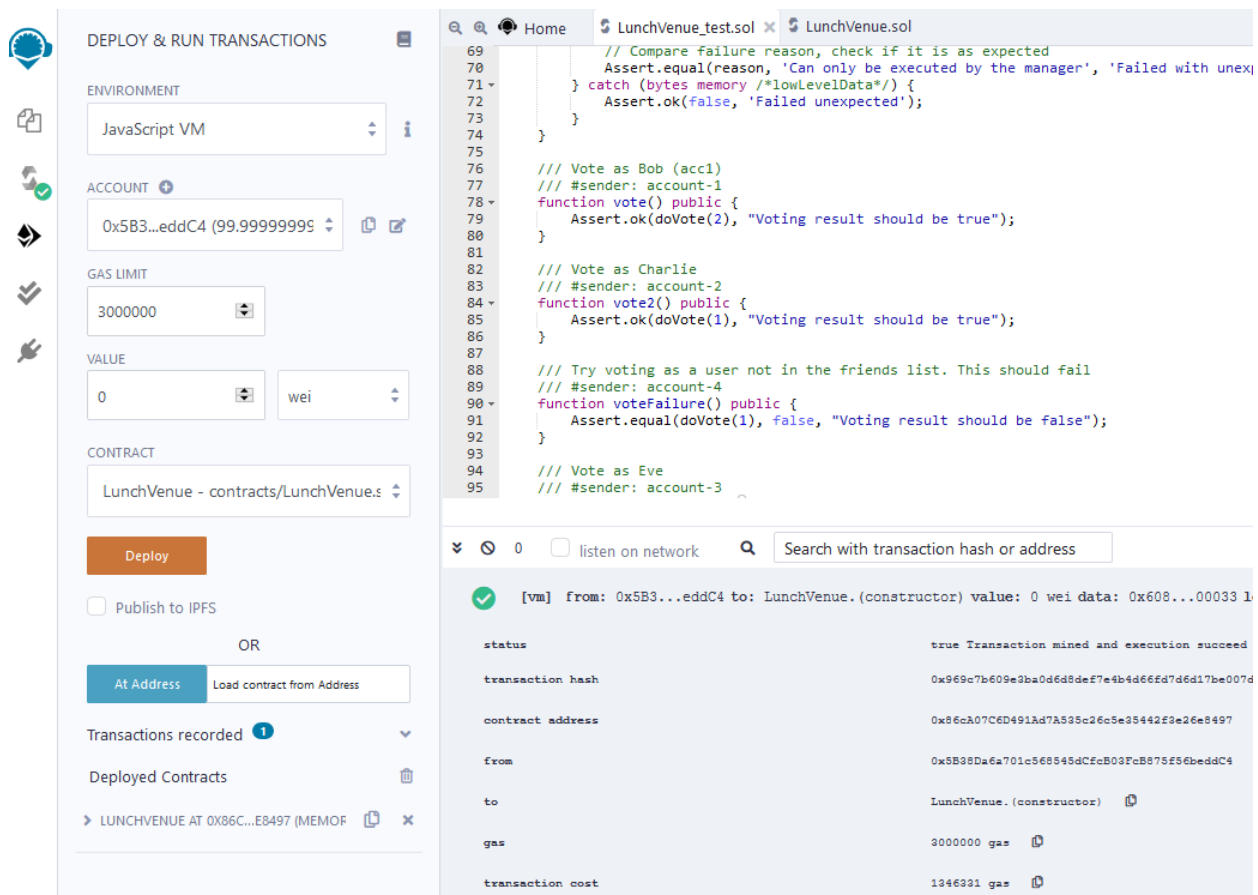 DEPLOY & RUN TRANSACTIONS
ENVIRONMENT
JavaScript VM
i
ACCOUNT
0x5B3...eddC4 (99.99999999
GAS LIMIT
3000000
VALUE
0
wei
CONTRACT
LunchVenue - contracts/LunchVenue.s
Deploy
Publish to IPFS
OR
At Address
Load contract from Address
Transactions recorded 1
Deployed Contracts
LUNCHVENUE AT 0X86C...E8497 (MEMOR
Home
LunchVenue_test.sol
LunchVenue.sol
69 // Compare failure reason, check if it is as expected
70 Assert.equal(reason, 'Can only be executed by the manager', 'Failed with unexp
71 } catch (bytes memory /*lowLevelData*/) {
72 Assert.ok(false, 'Failed unexpected');
73 }
74 }
75
76 /// Vote as Bob (acc1)
77 /// #sender: account-1
78 function vote() public {
79 Assert.ok(doVote(2), "Voting result should be true");
80 }
81
82 /// Vote as Charlie
83 /// #sender: account-2
84 function vote2() public {
85 Assert.ok(doVote(1), "Voting result should be true");
86 }
87
88 /// Try voting as a user not in the friends list. This should fail
89 /// #sender: account-4
90 function voteFailure() public {
91 Assert.equal(doVote(1), false, "Voting result should be false");
92 }
93
94 /// Vote as Eve
95 /// #sender: account-3
0
listen on network
Search with transaction hash or address
[vm] from: 0x5B3...eddC4 to: LunchVenue.(constructor) value: 0 wei data: 0x608...00033 l
status true Transaction mined and execution succeed
transaction hash 0x969c7b609e3ba0d6d8def7e4b4d66fd7d6d17be007d
contract address 0x86cA07C6D491Ad7A535c26c5e35442f3e26e8497
from 0x5B38Da6a701c568545dCfcB03FcB875f56beddC4
to LunchVenue.(constructor)
gas 3000000 gas
transaction cost 1346331 gas